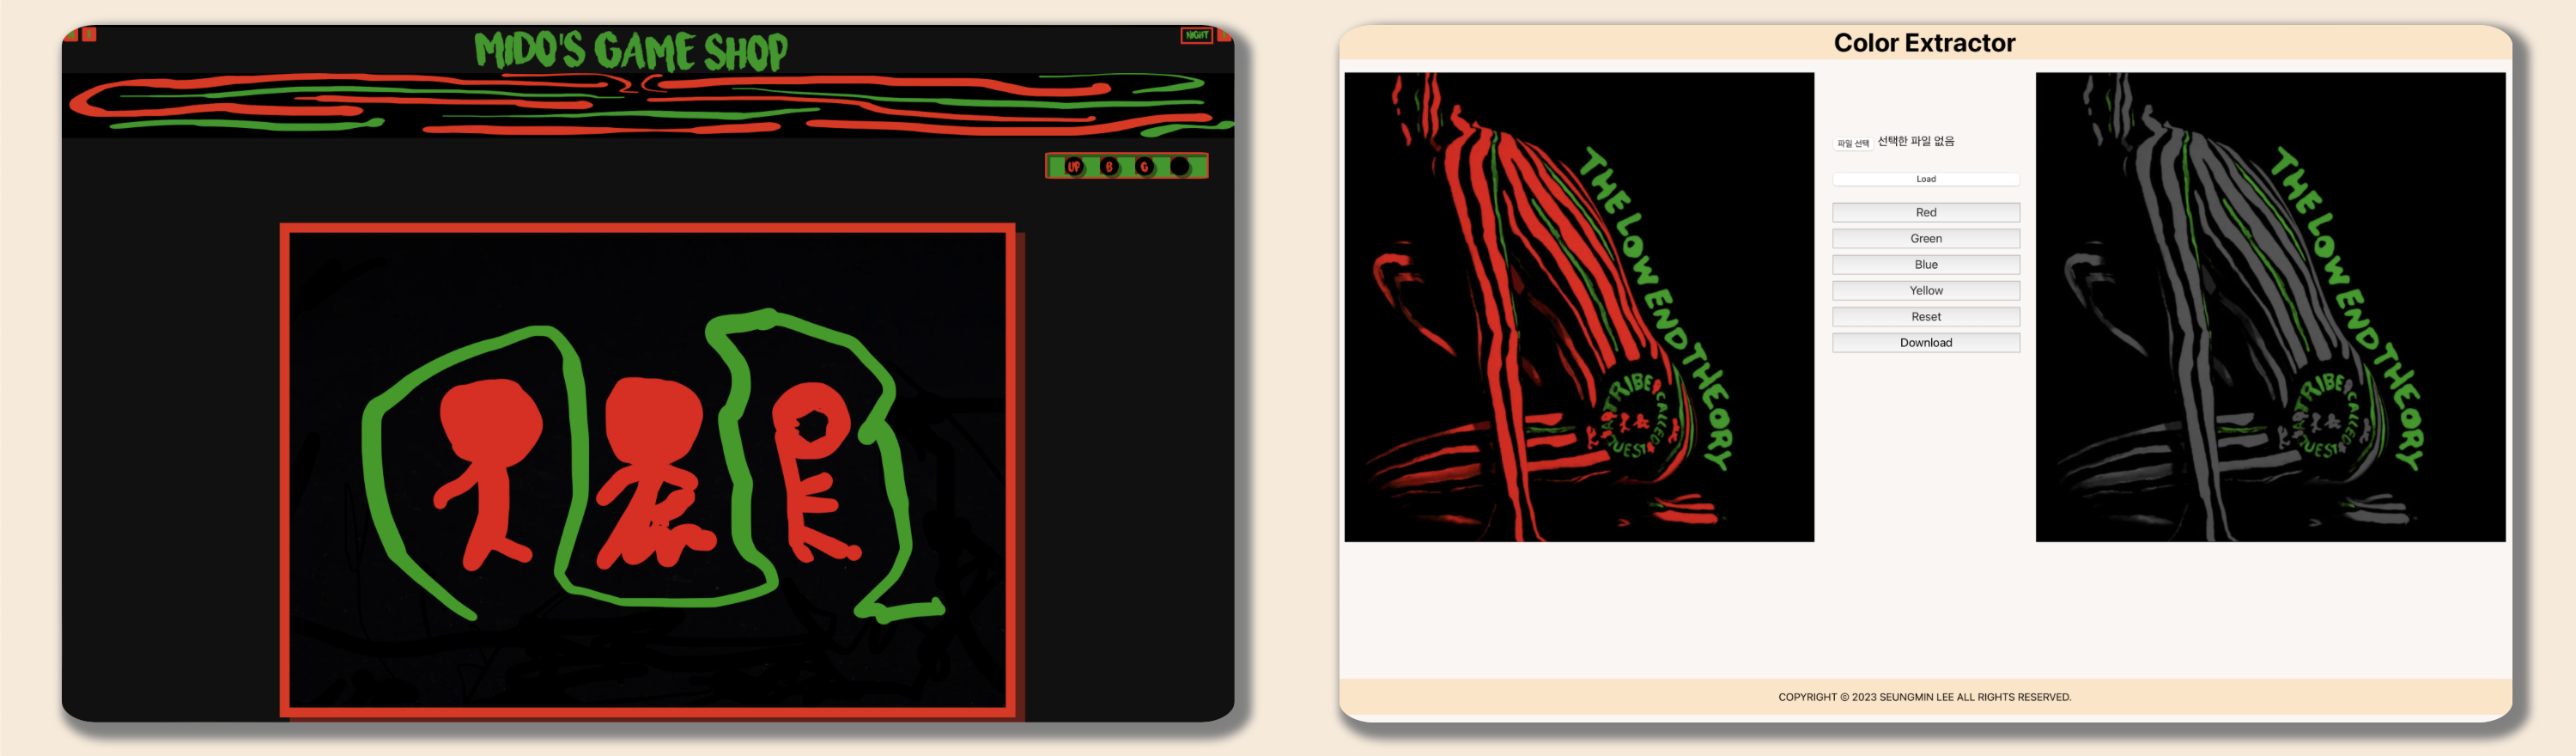 MIDO'S GAME SHOP
NIGHT
UP
B
G
Color Extractor
파일 선택 선택한 파일 없음
Load
Red
Green
Blue
Yellow
Reset
Download
THE LOW END THEORY
A TRIBE CALLED QUEST
THE LOW END THEORY
A TRIBE CALLED QUEST
COPYRIGHT © 2023 SEUNGMIN LEE ALL RIGHTS RESERVED.